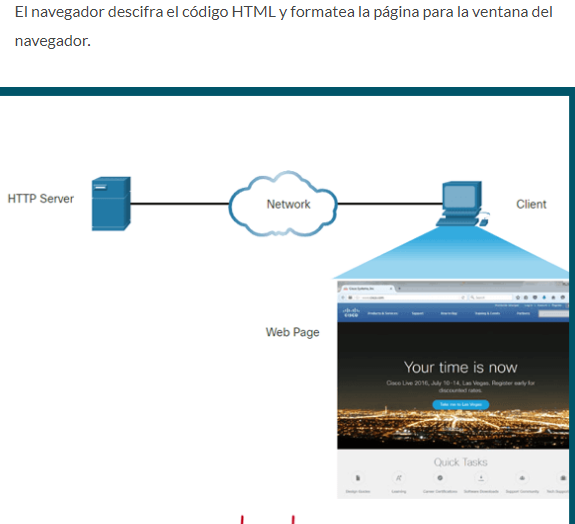 El navegador descifra el código HTML y formatea la página para la ventana del
navegador.
HTTP Server
Network
Client
Web Page
Your time is now
Cisco Live 2016, July 10-14, Las Vegas. Register early for
discounted rates.
Quick Tasks